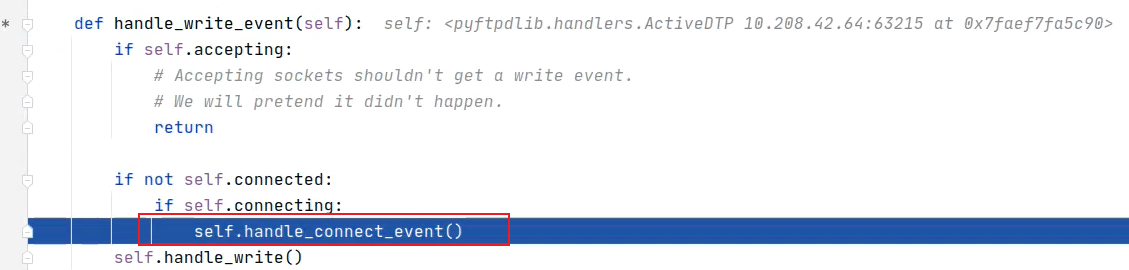 * def handle_write_event(self):  self: <pyftpdlib.handlers.ActiveDTP 10.208.42.64:63215 at 0x7faef7fa5c90>
        if self.accepting:
            # Accepting sockets shouldn't get a write event.
            # We will pretend it didn't happen.
            return

        if not self.connected:
            if self.connecting:
                self.handle_connect_event()
        self.handle_write()